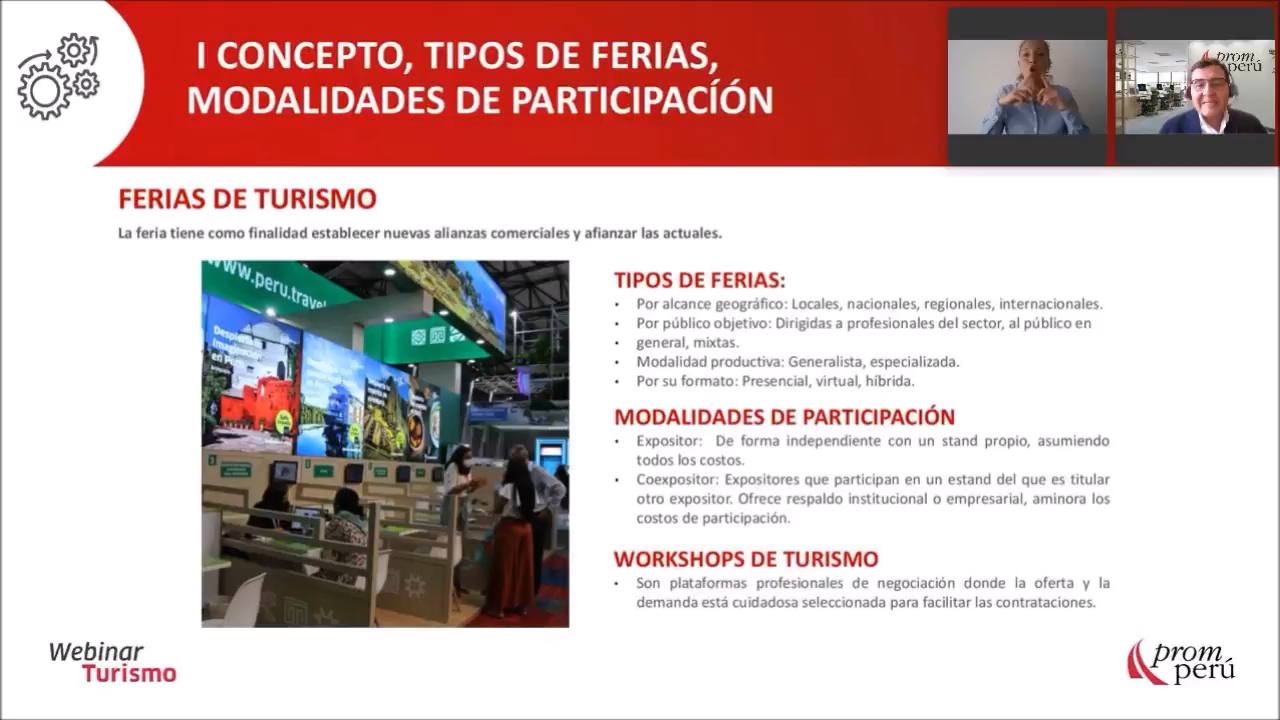 I CONCEPTO, TIPOS DE FERIAS,
MODALIDADES DE PARTICIPACÍÓN
prom
perú
FERIAS DE TURISMO
La feria tiene como finalidad establecer nuevas alianzas comerciales y afianzar las actuales.
www.peru.travel
en Perú
TIPOS DE FERIAS:
• Por alcance geográfico: Locales, nacionales, regionales, internacionales.
• Por público objetivo: Dirigidas a profesionales del sector, al público en
• general, mixtas.
• Modalidad productiva: Generalista, especializada.
• Por su formato: Presencial, virtual, híbrida.
MODALIDADES DE PARTICIPACIÓN
• Expositor: De forma independiente con un stand propio, asumiendo
todos los costos.
• Coexpositor: Expositores que participan en un estand del que es titular
otro expositor. Ofrece respaldo institucional o empresarial, aminora los
costos de participación.
WORKSHOPS DE TURISMO
• Son plataformas profesionales de negociación donde la oferta y la
demanda está cuidadosa seleccionada para facilitar las contrataciones.
Webinar
Turismo
prom
perú